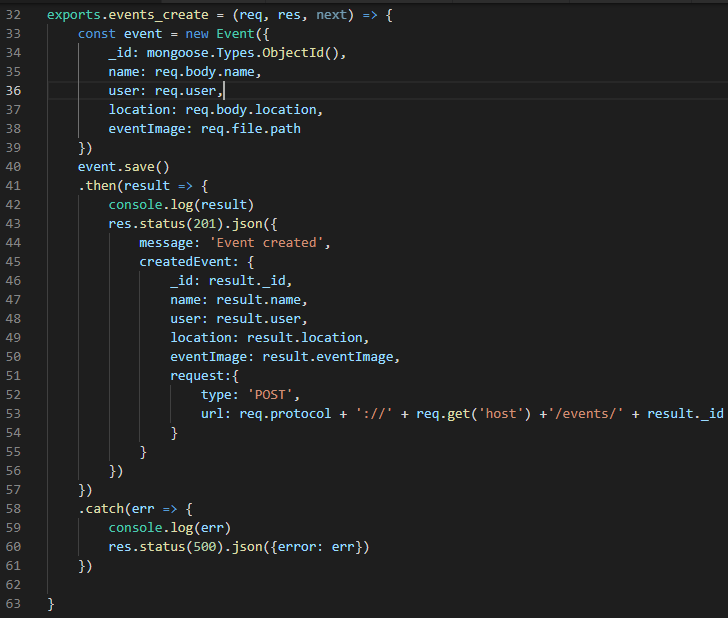 32 exports.events_create = (req, res, next) => {
33     const event = new Event({
34         _id: mongoose.Types.ObjectId(),
35         name: req.body.name,
36         user: req.user,
37         location: req.body.location,
38         eventImage: req.file.path
39     })
40     event.save()
41     .then(result => {
42         console.log(result)
43         res.status(201).json({
44             message: 'Event created',
45             createdEvent: {
46                 _id: result._id,
47                 name: result.name,
48                 user: result.user,
49                 location: result.location,
50                 eventImage: result.eventImage,
51                 request:{
52                     type: 'POST',
53                     url: req.protocol + '://' + req.get('host') +'/events/' + result._id
54                 }
55             }
56         })
57     })
58     .catch(err => {
59         console.log(err)
60         res.status(500).json({error: err})
61     })
62
63 }